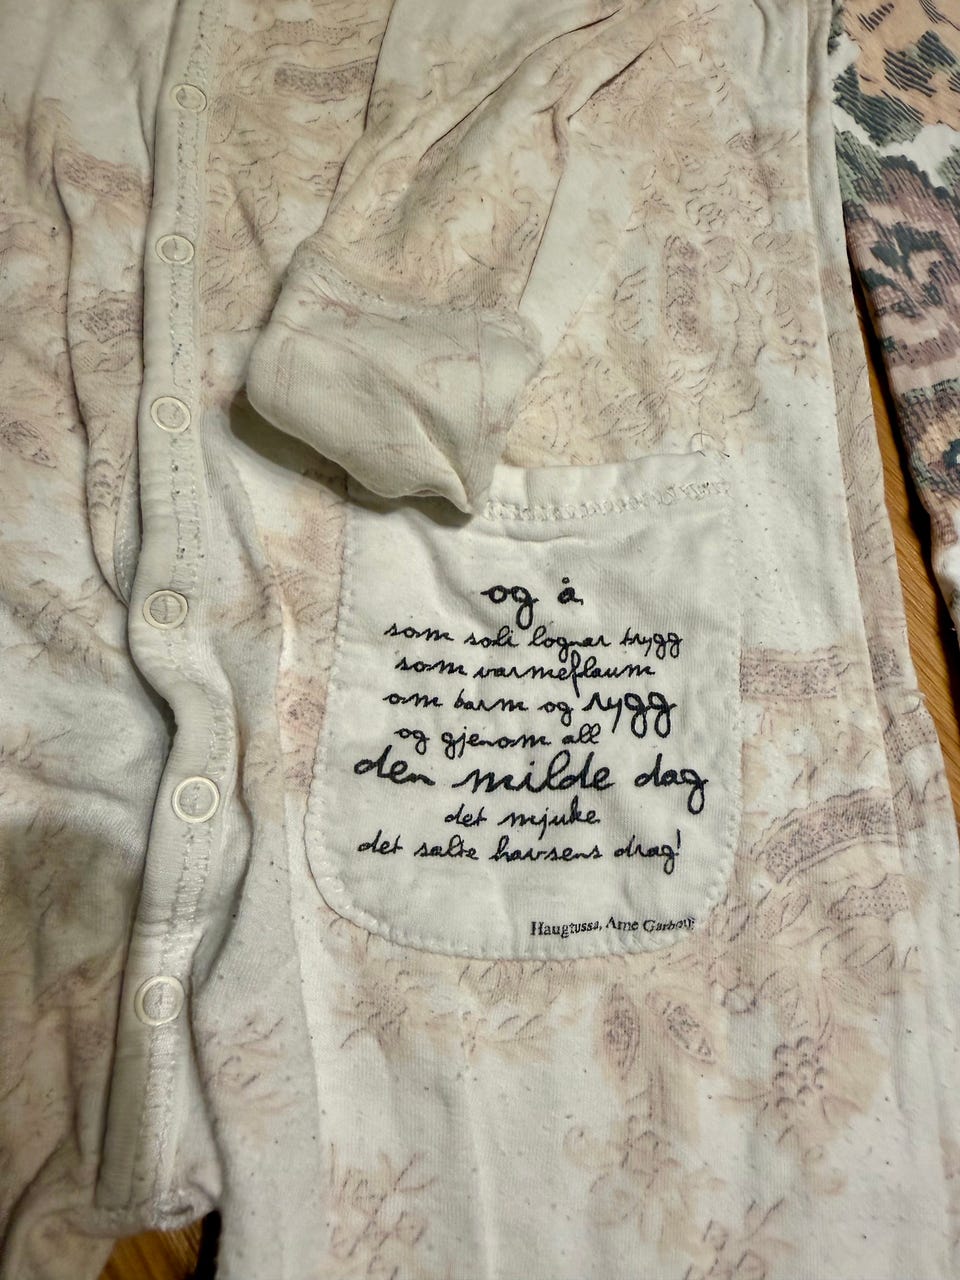 og å
som soli lognar trygg
som varmeflaum
om barm og rygg
og gjenom all
den milde dag
det mjuke
det salte havsens drag!
Haugtussa, Arne Garborg